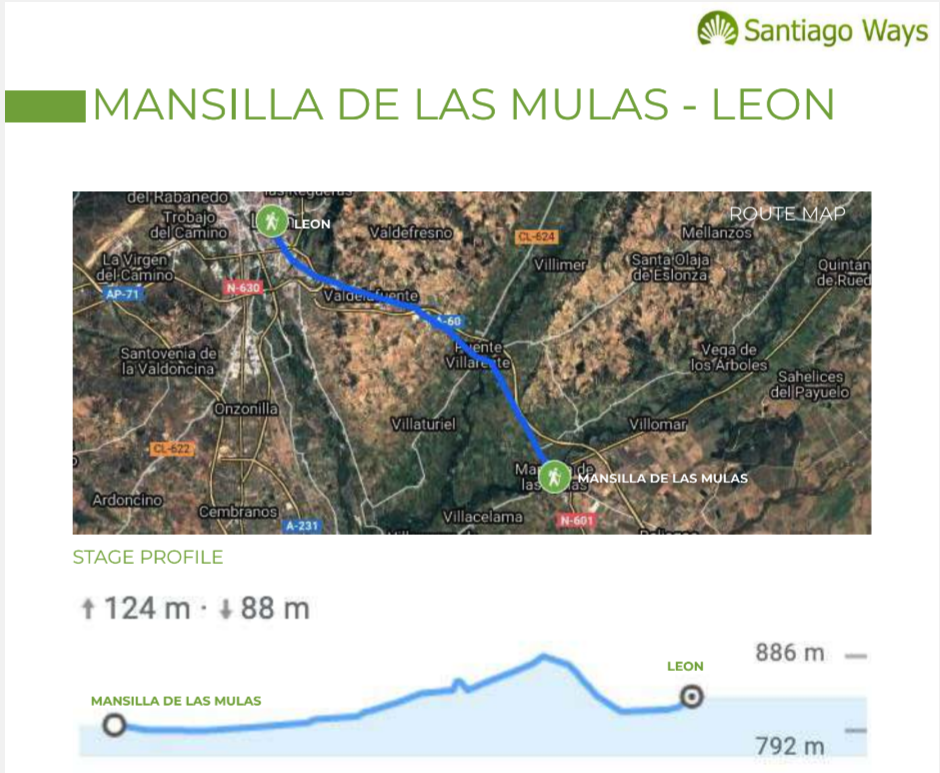 Santiago Ways
MANSILLA DE LAS MULAS - LEON
del Rabanedo
Trobajo
del Camino
LEON
Valdefresno
CL-624
ROUTE MAP
Mellanzos
La Virgen
del Camino
Villimer
Santa Olaja
de Eslonza
Quintan
de Rued
AP-71
N-630
Valdelafuente
A-60
Puente
Villarente
Santovenia de
la Valdoncina
Vega de
los Árboles
Sahelices
del Payuelo
Onzonilla
Villaturiel
Villomar
CL-622
MANSILLA DE LAS MULAS
Ardoncino
Cembranos
A-231
Villacelama
N-601
STAGE PROFILE
↑ 124 m · ↓ 88 m
886 m
LEON
MANSILLA DE LAS MULAS
792 m